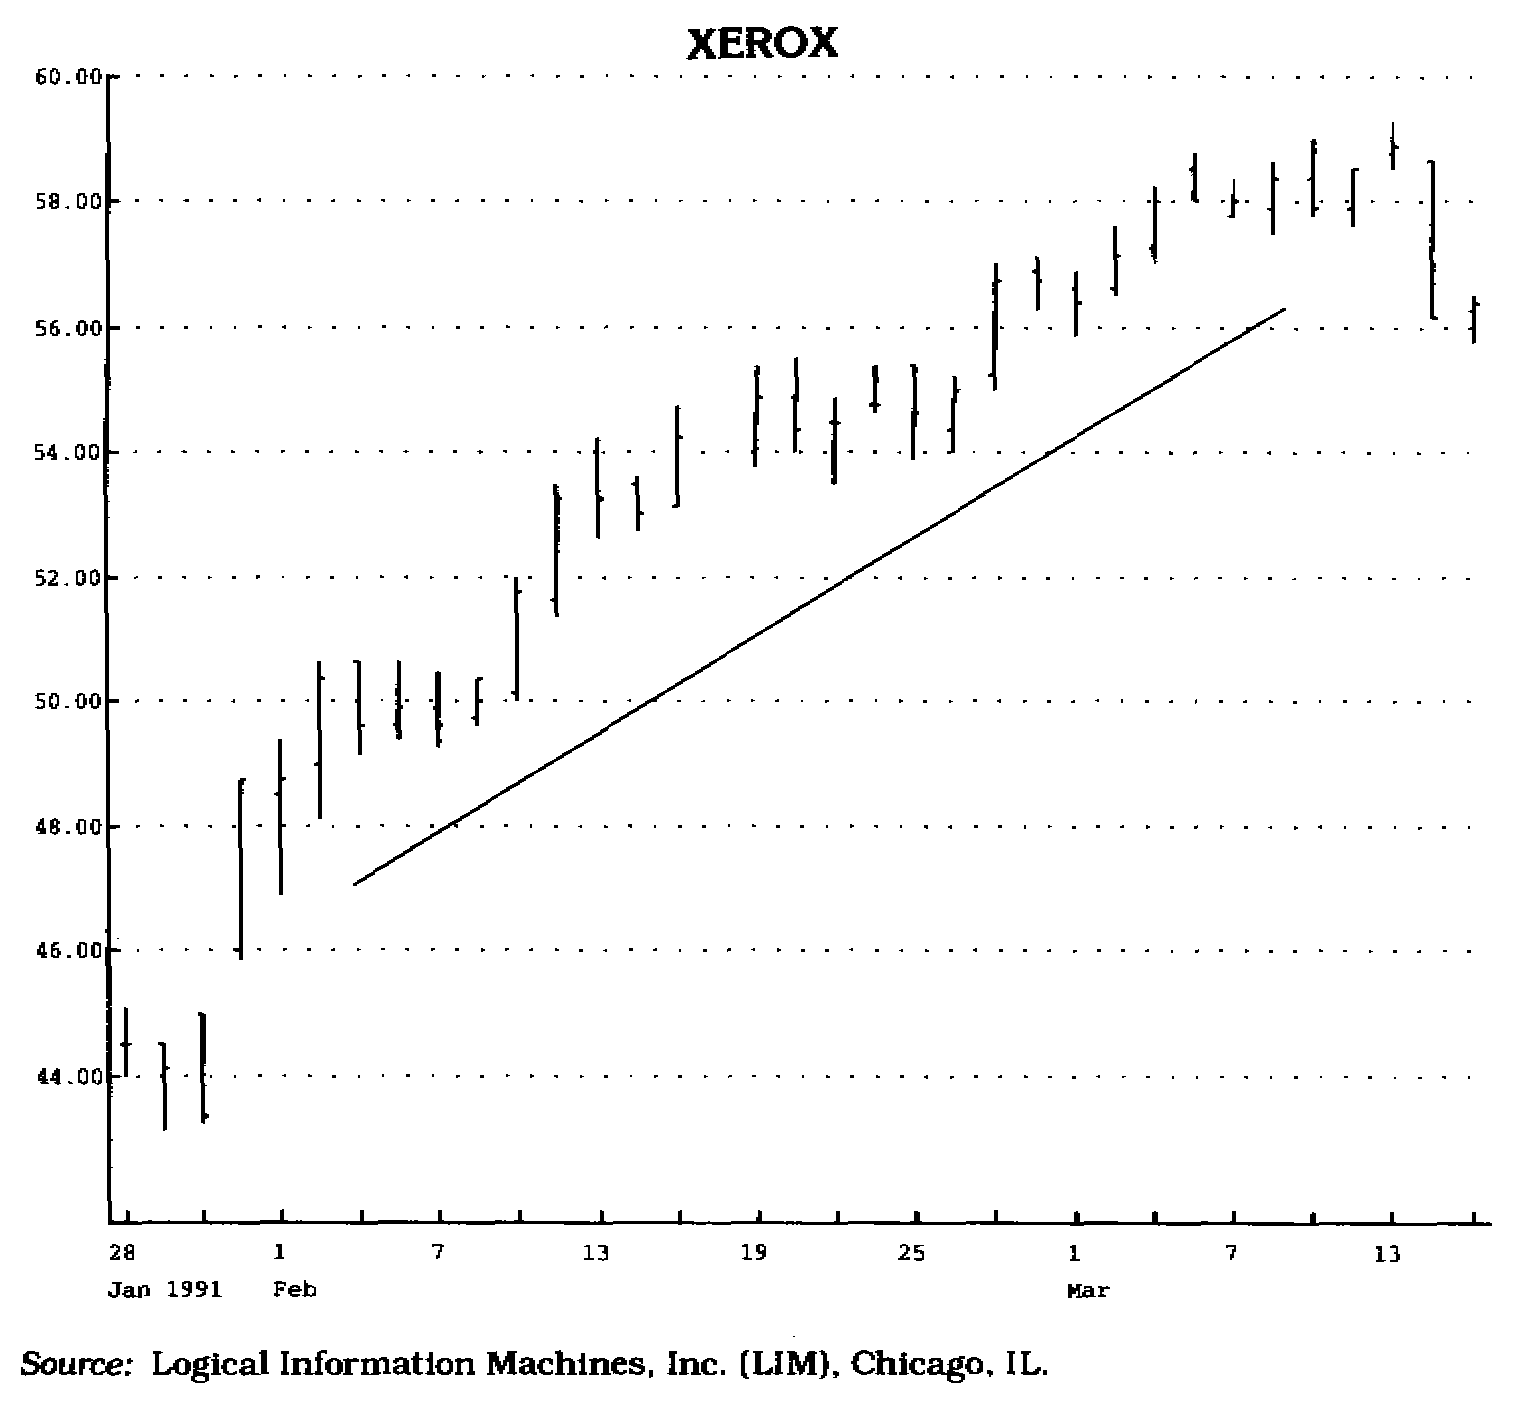 XEROX
60.00
58.00
56.00
54.00
52.00
50.00
48.00
46.00
44.00
28 1 7 13 19 25 1 7 13
Jan 1991 Feb Mar
Source: Logical Information Machines, Inc. (LIM), Chicago, IL.